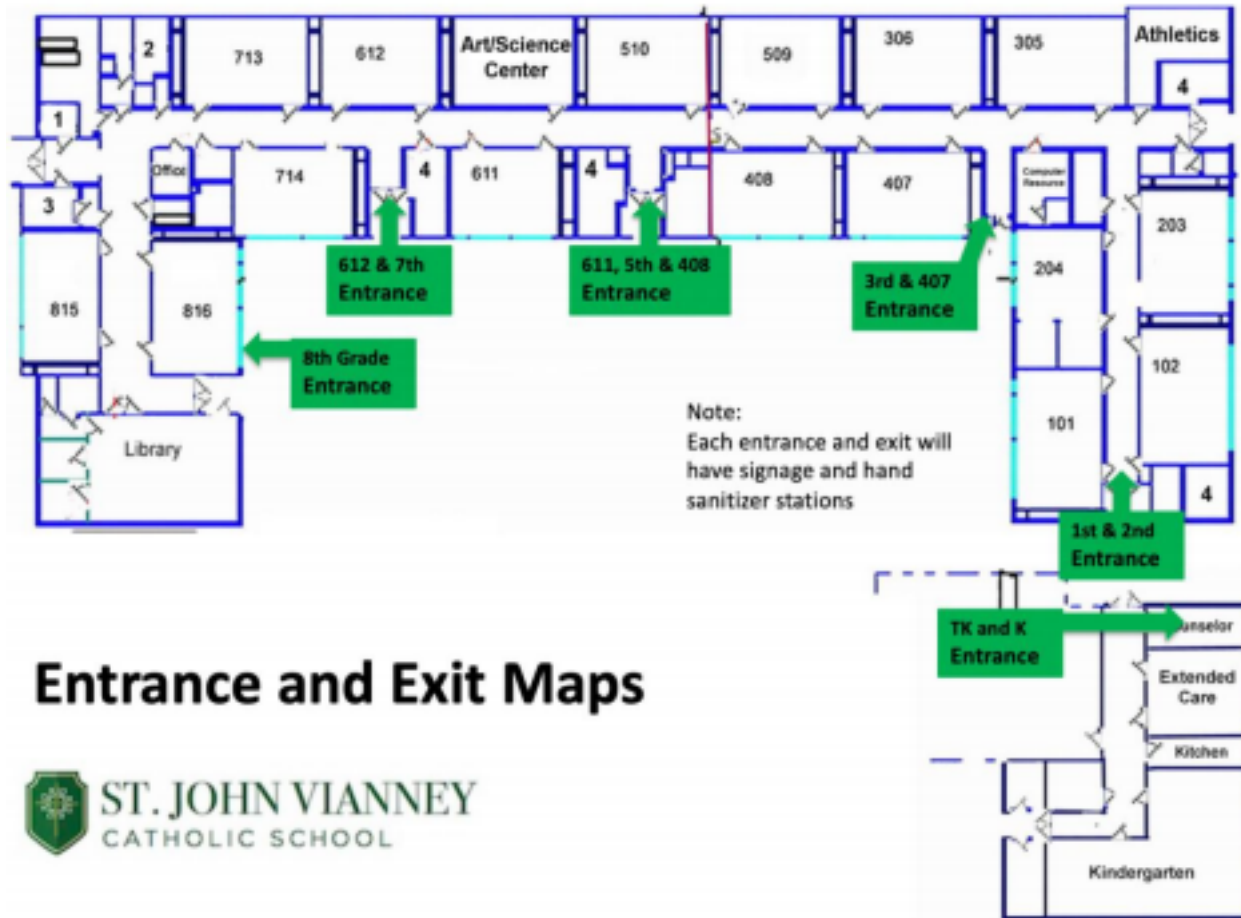 2
713
612
Art/Science
Center
510
509
306
305
Athletics
4
1
Office
714
4
611
4
S
408
407
Computer
Resource
3
203
612 & 7th
Entrance
611, 5th & 408
Entrance
3rd & 407
Entrance
204
815
816
8th Grade
Entrance
102
Note:
Each entrance and exit will
have signage and hand
sanitizer stations
101
Library
4
1st & 2nd
Entrance
TK and K
Entrance
unselor
Extended
Care
Kitchen
Kindergarten
Entrance and Exit Maps
ST. JOHN VIANNEY
CATHOLIC SCHOOL